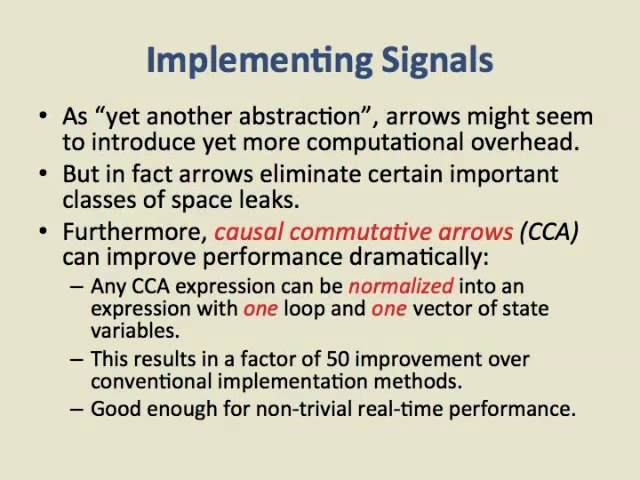 Implementing Signals
• As “yet another abstraction”, arrows might seem
to introduce yet more computational overhead.
• But in fact arrows eliminate certain important
classes of space leaks.
• Furthermore, causal commutative arrows (CCA)
can improve performance dramatically:
– Any CCA expression can be normalized into an
expression with one loop and one vector of state
variables.
– This results in a factor of 50 improvement over
conventional implementation methods.
– Good enough for non-trivial real-time performance.